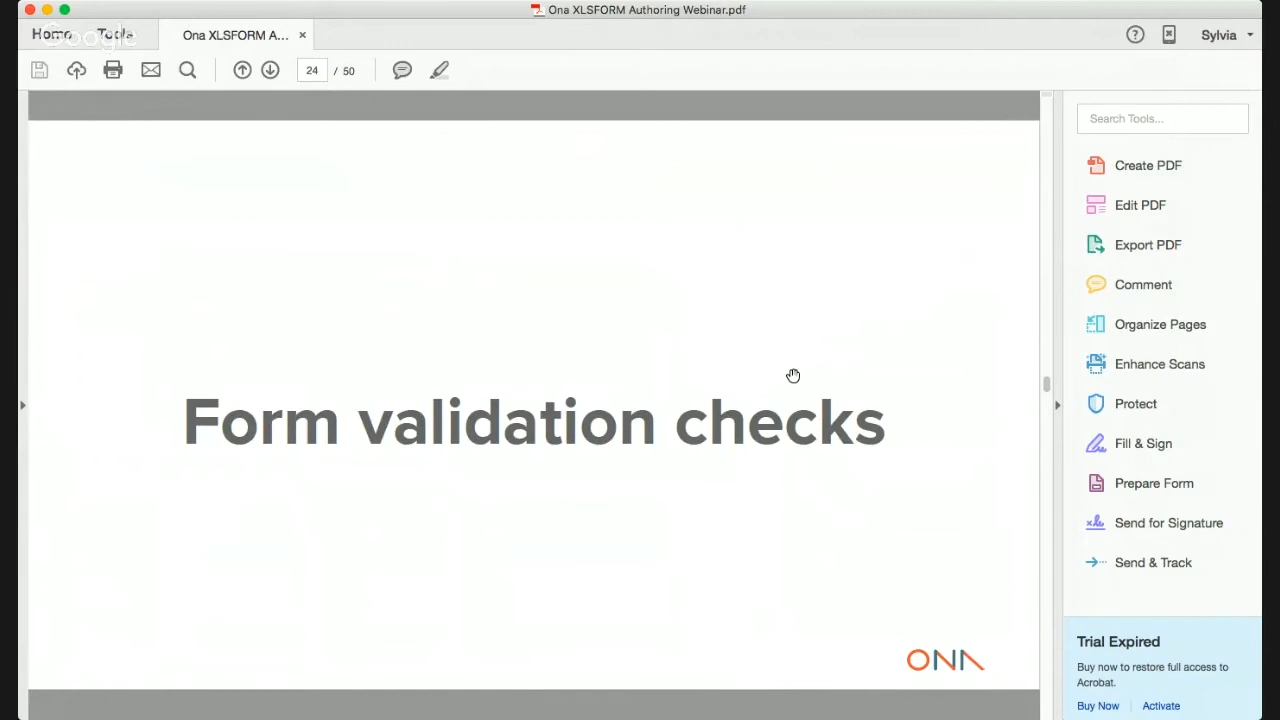 Ona XLSFORM Authoring Webinar.pdf
Home Tools Ona XLSFORM A... × Sylvia
Google
24 / 50
Search Tools...
Create PDF
Edit PDF
Export PDF
Comment
Organize Pages
Enhance Scans
Protect
Fill & Sign
Prepare Form
Send for Signature
Send & Track
Form validation checks
ONA
Trial Expired
Buy now to restore full access to
Acrobat.
Buy Now Activate